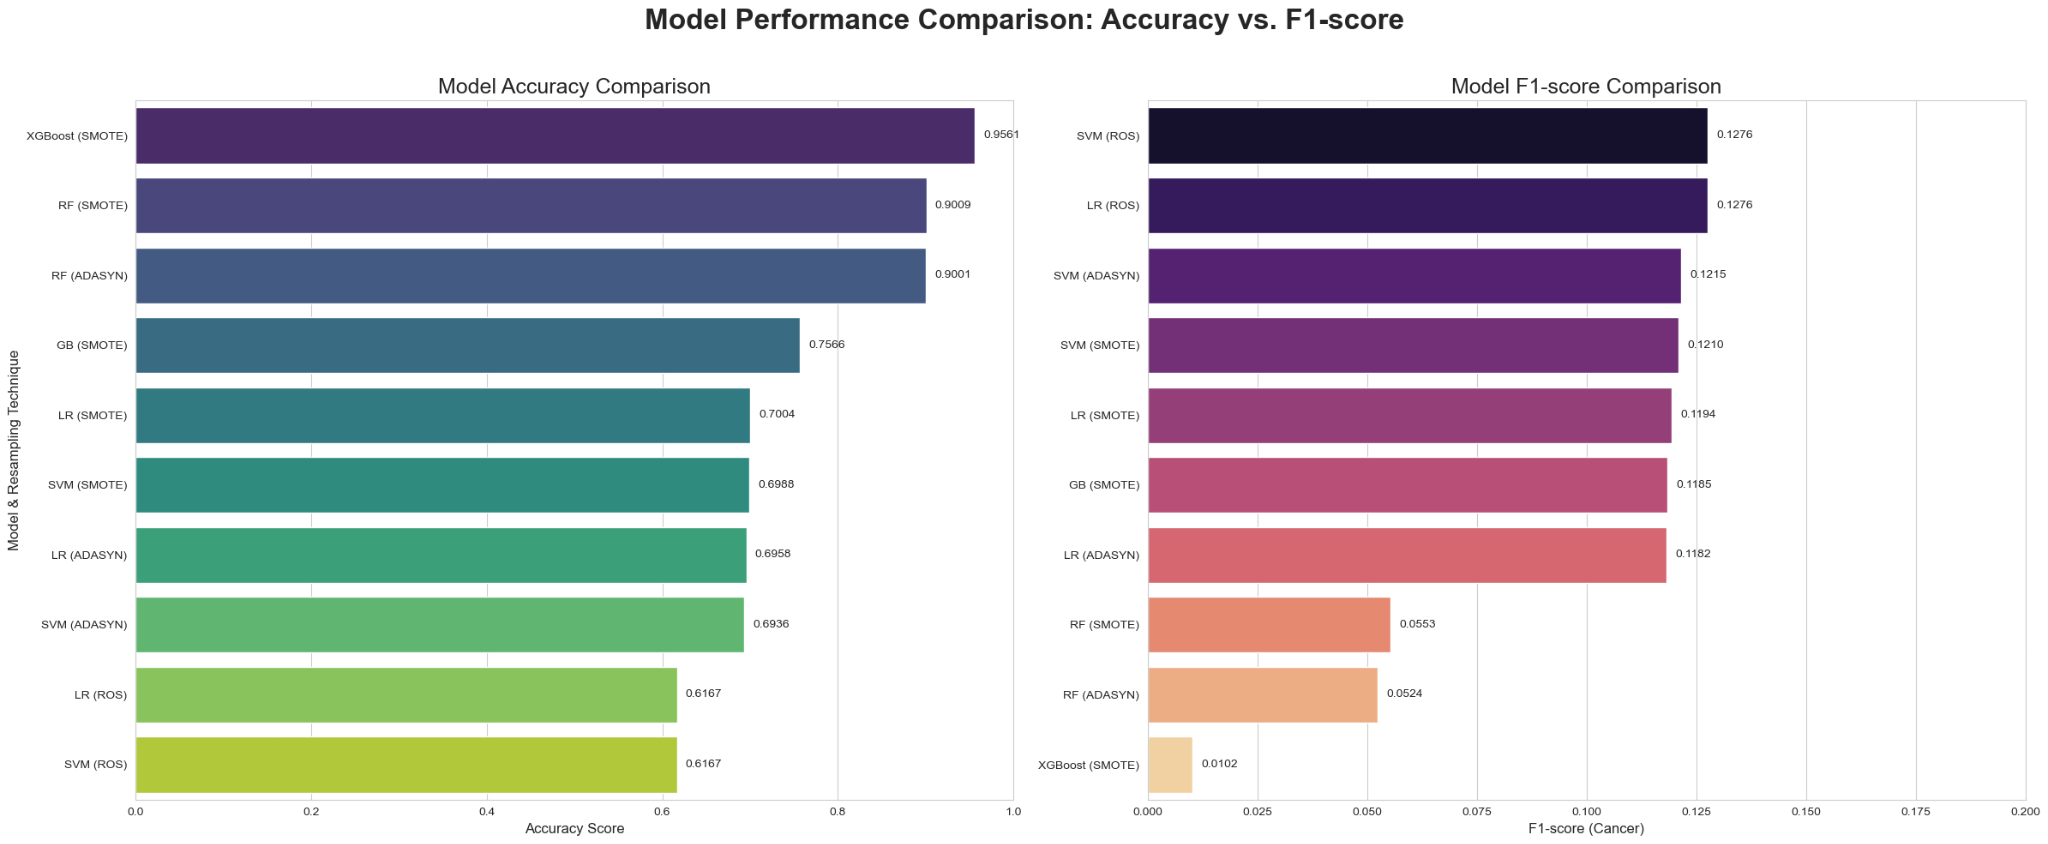 Model Performance Comparison: Accuracy vs. F1-score
Model Accuracy Comparison
Model & Resampling Technique
XGBoost (SMOTE) 0.9561
RF (SMOTE) 0.9009
RF (ADASYN) 0.9001
GB (SMOTE) 0.7566
LR (SMOTE) 0.7004
SVM (SMOTE) 0.6988
LR (ADASYN) 0.6958
SVM (ADASYN) 0.6936
LR (ROS) 0.6167
SVM (ROS) 0.6167
0.0 0.2 0.4 0.6 0.8 1.0
Accuracy Score
Model F1-score Comparison
SVM (ROS) 0.1276
LR (ROS) 0.1276
SVM (ADASYN) 0.1215
SVM (SMOTE) 0.1210
LR (SMOTE) 0.1194
GB (SMOTE) 0.1185
LR (ADASYN) 0.1182
RF (SMOTE) 0.0553
RF (ADASYN) 0.0524
XGBoost (SMOTE) 0.0102
0.000 0.025 0.050 0.075 0.100 0.125 0.150 0.175 0.200
F1-score (Cancer)